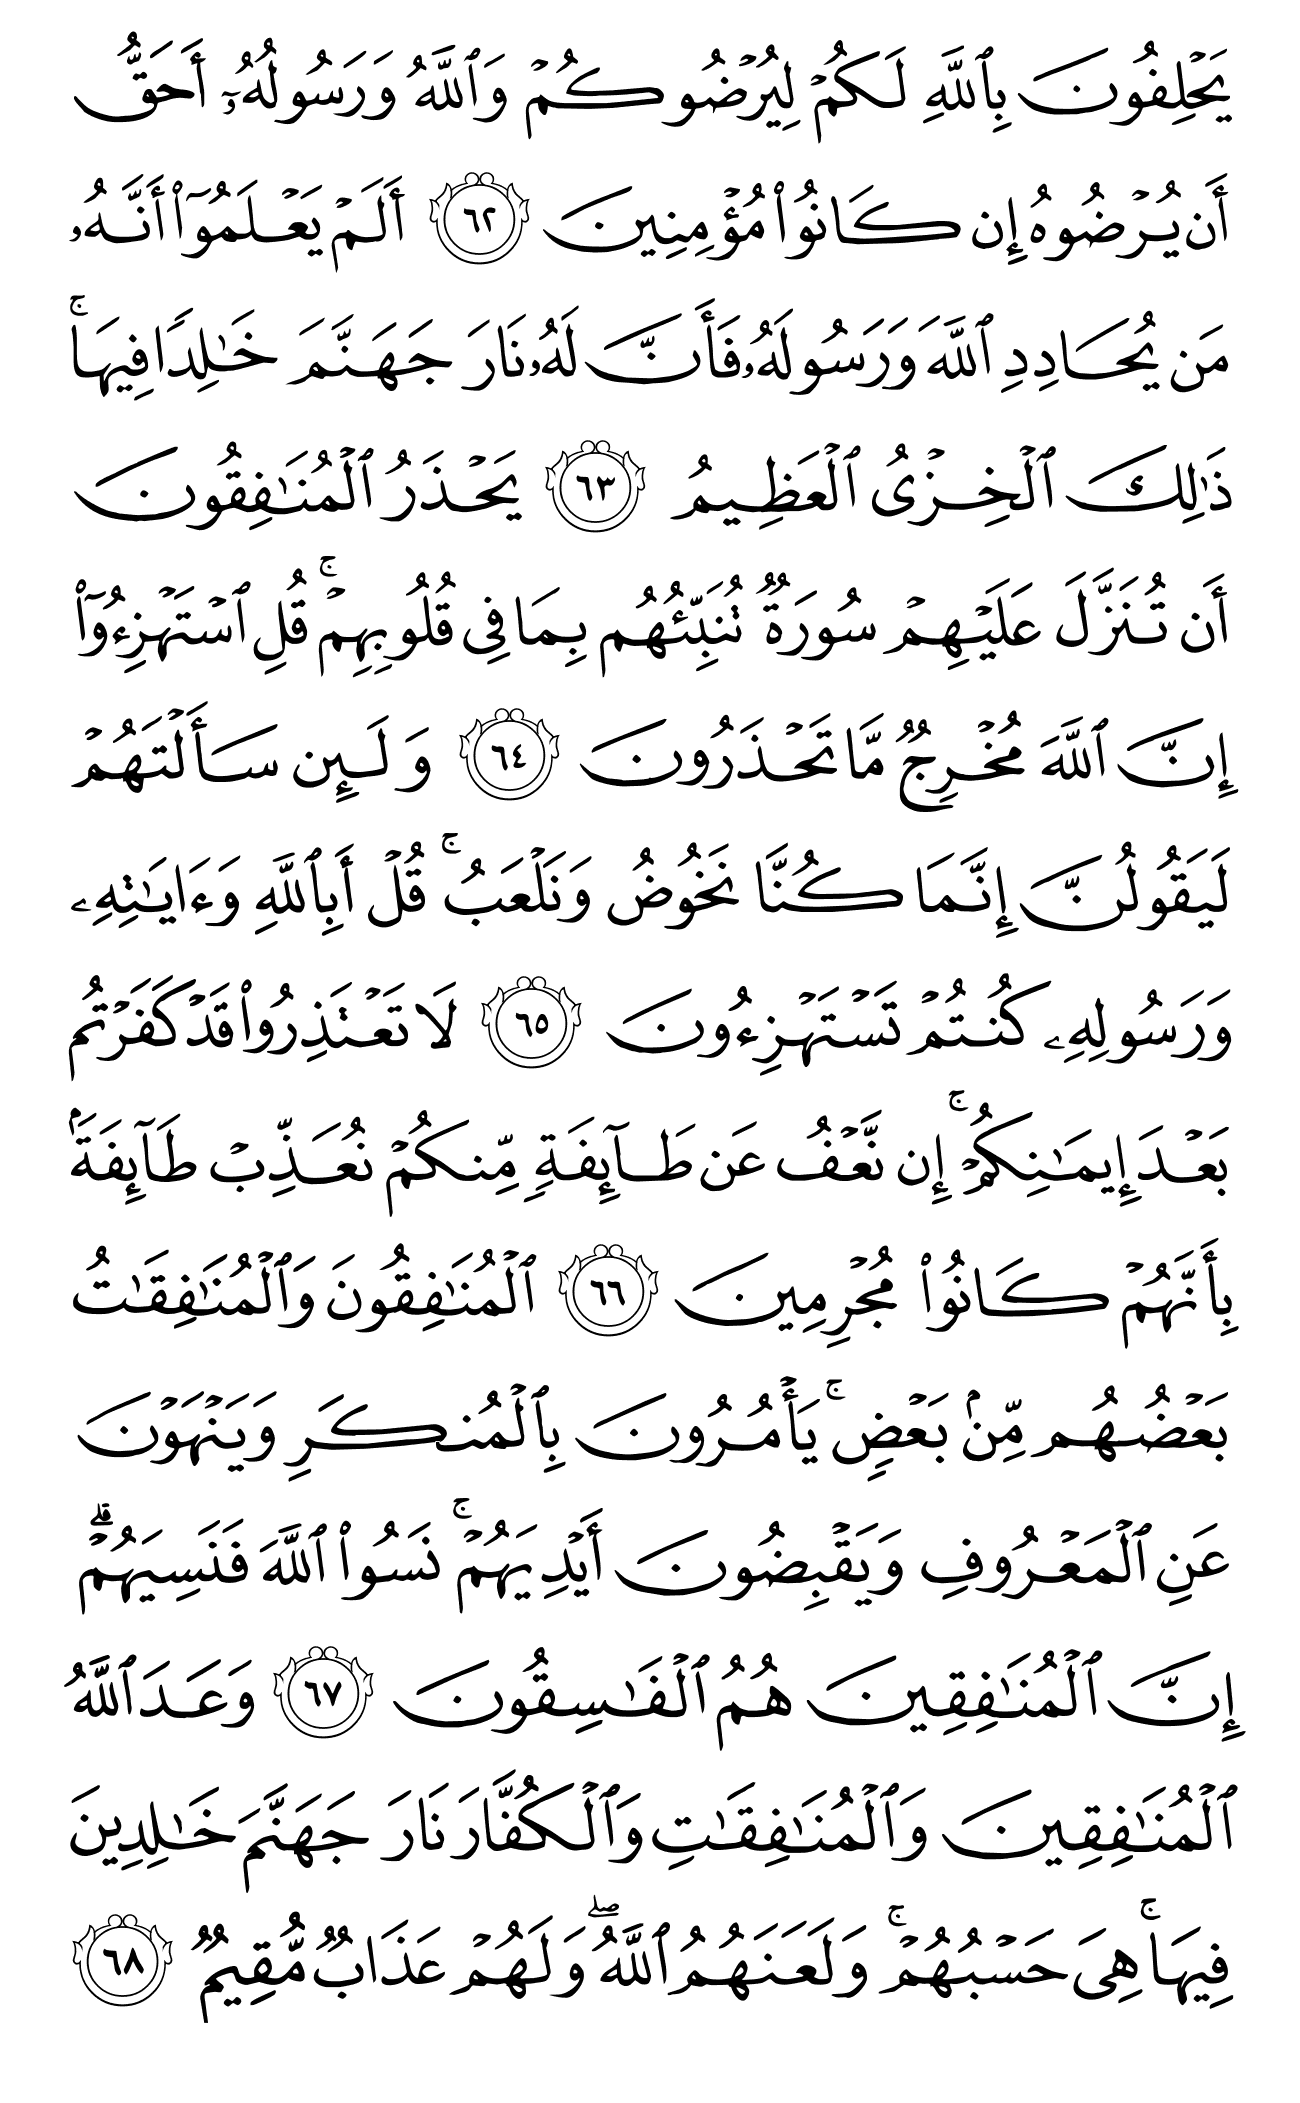 يَحْلِفُونَ بِٱللَّهِ لَكُمْ لِيُرْضُوكُمْ وَٱللَّهُ وَرَسُولُهُۥٓ أَحَقُّ
أَن يُرْضُوهُ إِن كَانُوا۟ مُؤْمِنِينَ ٦٢ أَلَمْ يَعْلَمُوٓا۟ أَنَّهُۥ
مَن يُحَادِدِ ٱللَّهَ وَرَسُولَهُۥ فَأَنَّ لَهُۥ نَارَ جَهَنَّمَ خَٰلِدًا فِيهَا ۚ
ذَٰلِكَ ٱلْخِزْىُ ٱلْعَظِيمُ ٦٣ يَحْذَرُ ٱلْمُنَٰفِقُونَ
أَن تُنَزَّلَ عَلَيْهِمْ سُورَةٌ تُنَبِّئُهُم بِمَا فِى قُلُوبِهِمْ ۚ قُلِ ٱسْتَهْزِءُوٓا۟
إِنَّ ٱللَّهَ مُخْرِجٌ مَّا تَحْذَرُونَ ٦٤ وَلَئِن سَأَلْتَهُمْ
لَيَقُولُنَّ إِنَّمَا كُنَّا نَخُوضُ وَنَلْعَبُ ۚ قُلْ أَبِٱللَّهِ وَءَايَٰتِهِۦ
وَرَسُولِهِۦ كُنتُمْ تَسْتَهْزِءُونَ ٦٥ لَا تَعْتَذِرُوا۟ قَدْ كَفَرْتُم
بَعْدَ إِيمَٰنِكُمْ ۚ إِن نَّعْفُ عَن طَآئِفَةٍ مِّنكُمْ نُعَذِّبْ طَآئِفَةًۢ
بِأَنَّهُمْ كَانُوا۟ مُجْرِمِينَ ٦٦ ٱلْمُنَٰفِقُونَ وَٱلْمُنَٰفِقَٰتُ
بَعْضُهُم مِّنۢ بَعْضٍ ۚ يَأْمُرُونَ بِٱلْمُنكَرِ وَيَنْهَوْنَ
عَنِ ٱلْمَعْرُوفِ وَيَقْبِضُونَ أَيْدِيَهُمْ ۚ نَسُوا۟ ٱللَّهَ فَنَسِيَهُمْ ۗ
إِنَّ ٱلْمُنَٰفِقِينَ هُمُ ٱلْفَٰسِقُونَ ٦٧ وَعَدَ ٱللَّهُ
ٱلْمُنَٰفِقِينَ وَٱلْمُنَٰفِقَٰتِ وَٱلْكُفَّارَ نَارَ جَهَنَّمَ خَٰلِدِينَ
فِيهَا ۚ هِىَ حَسْبُهُمْ ۚ وَلَعَنَهُمُ ٱللَّهُ ۖ وَلَهُمْ عَذَابٌ مُّقِيمٌ ٦٨